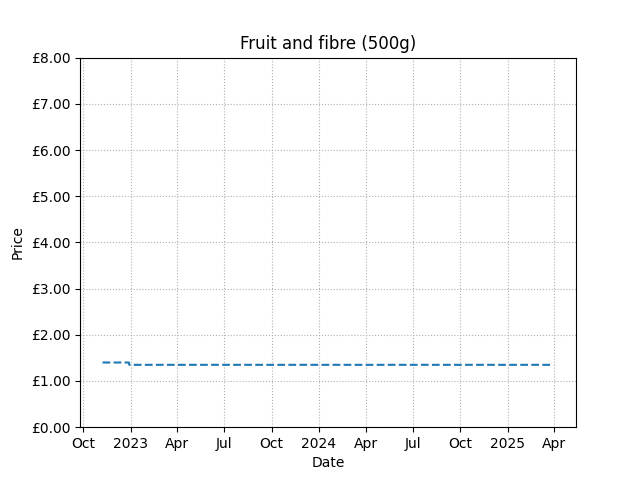 Fruit and fibre (500g)
£8.00
£7.00
£6.00
£5.00
£4.00
£3.00
£2.00
£1.00
£0.00
Price
Oct 2023 Apr Jul Oct 2024 Apr Jul Oct 2025 Apr
Date